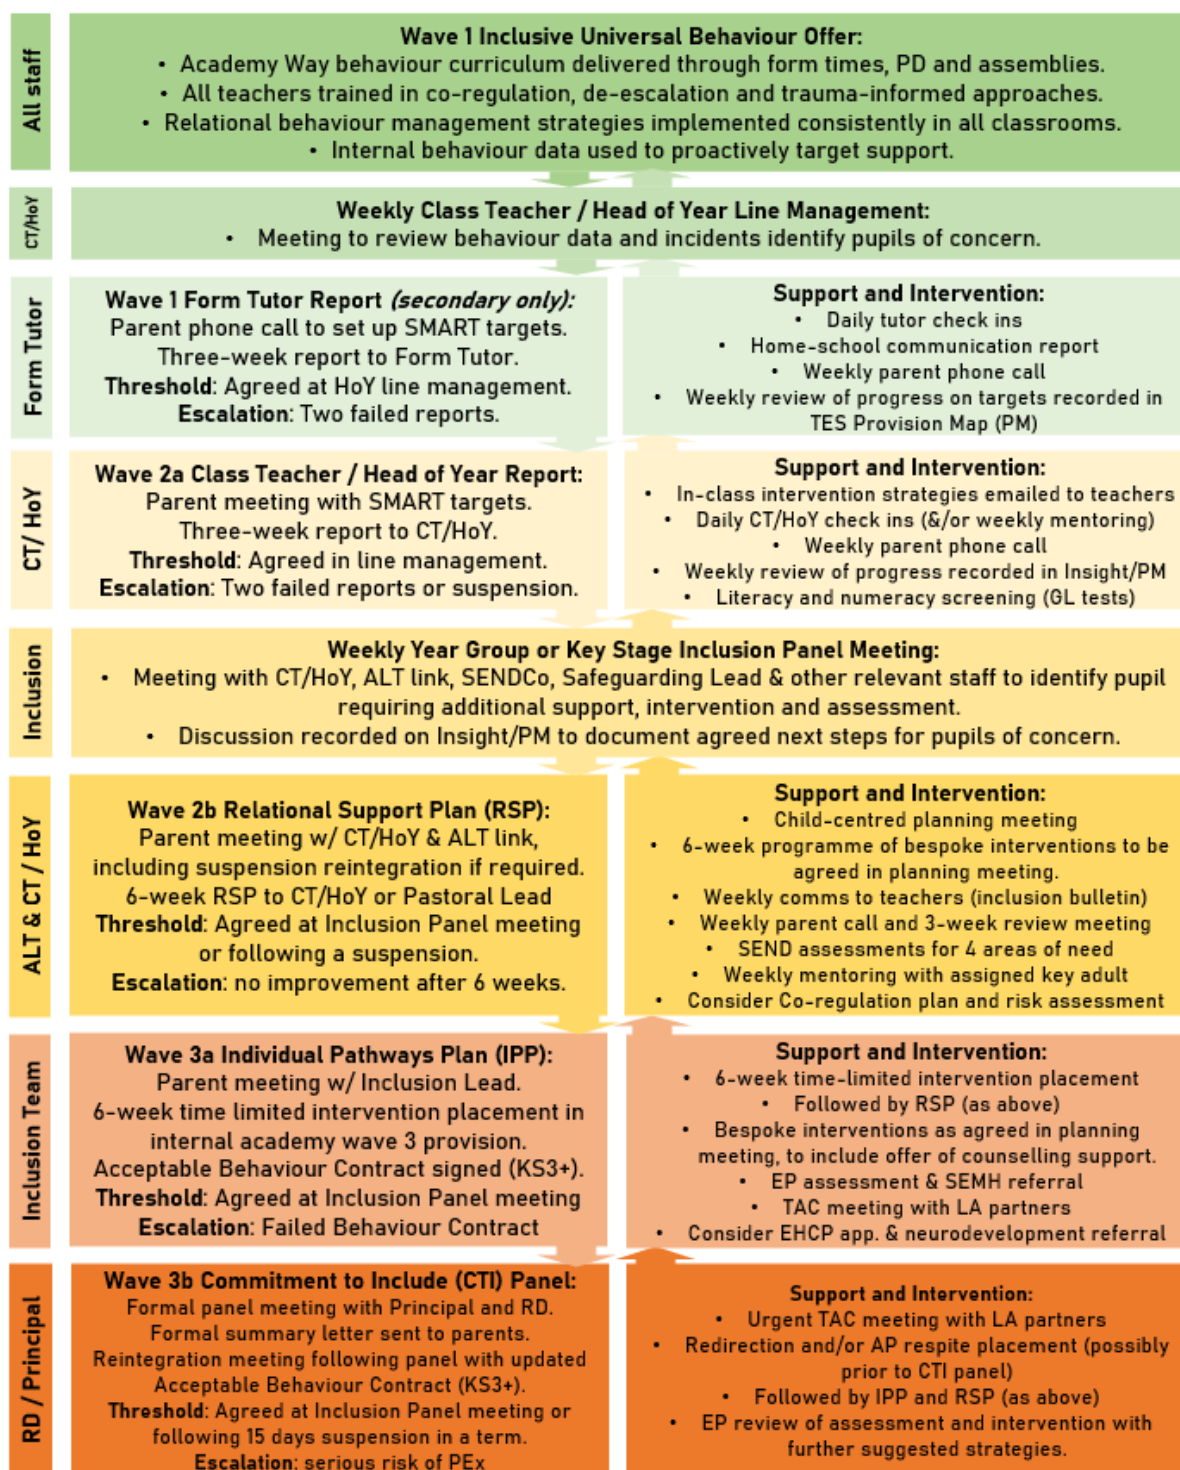 All staff
Wave 1 Inclusive Universal Behaviour Offer:
• Academy Way behaviour curriculum delivered through form times, PD and assemblies.
• All teachers trained in co-regulation, de-escalation and trauma-informed approaches.
• Relational behaviour management strategies implemented consistently in all classrooms.
• Internal behaviour data used to proactively target support.
CT/HoY
Weekly Class Teacher / Head of Year Line Management:
• Meeting to review behaviour data and incidents identify pupils of concern.
Form Tutor
Wave 1 Form Tutor Report (secondary only):
Parent phone call to set up SMART targets.
Three-week report to Form Tutor.
Threshold: Agreed at HoY line management.
Escalation: Two failed reports.
Support and Intervention:
• Daily tutor check ins
• Home-school communication report
• Weekly parent phone call
• Weekly review of progress on targets recorded in
TES Provision Map (PM)
CT/ HoY
Wave 2a Class Teacher / Head of Year Report:
Parent meeting with SMART targets.
Three-week report to CT/HoY.
Threshold: Agreed in line management.
Escalation: Two failed reports or suspension.
Support and Intervention:
• In-class intervention strategies emailed to teachers
• Daily CT/HoY check ins (&/or weekly mentoring)
• Weekly parent phone call
• Weekly review of progress recorded in Insight/PM
• Literacy and numeracy screening (GL tests)
Inclusion
Weekly Year Group or Key Stage Inclusion Panel Meeting:
• Meeting with CT/HoY, ALT link, SENDCo, Safeguarding Lead & other relevant staff to identify pupil
requiring additional support, intervention and assessment.
• Discussion recorded on Insight/PM to document agreed next steps for pupils of concern.
ALT & CT / HoY
Wave 2b Relational Support Plan (RSP):
Parent meeting w/ CT/HoY & ALT link,
including suspension reintegration if required.
6-week RSP to CT/HoY or Pastoral Lead
Threshold: Agreed at Inclusion Panel meeting
or following a suspension.
Escalation: no improvement after 6 weeks.
Support and Intervention:
• Child-centred planning meeting
• 6-week programme of bespoke interventions to be
agreed in planning meeting.
• Weekly comms to teachers (inclusion bulletin)
• Weekly parent call and 3-week review meeting
• SEND assessments for 4 areas of need
• Weekly mentoring with assigned key adult
• Consider Co-regulation plan and risk assessment
Inclusion Team
Wave 3a Individual Pathways Plan (IPP):
Parent meeting w/ Inclusion Lead.
6-week time limited intervention placement in
internal academy wave 3 provision.
Acceptable Behaviour Contract signed (KS3+).
Threshold: Agreed at Inclusion Panel meeting
Escalation: Failed Behaviour Contract
Support and Intervention:
• 6-week time-limited intervention placement
• Followed by RSP (as above)
• Bespoke interventions as agreed in planning
meeting, to include offer of counselling support.
• EP assessment & SEMH referral
• TAC meeting with LA partners
• Consider EHCP app. & neurodevelopment referral
RD / Principal
Wave 3b Commitment to Include (CTI) Panel:
Formal panel meeting with Principal and RD.
Formal summary letter sent to parents.
Reintegration meeting following panel with updated
Acceptable Behaviour Contract (KS3+).
Threshold: Agreed at Inclusion Panel meeting or
following 15 days suspension in a term.
Escalation: serious risk of PEx
Support and Intervention:
• Urgent TAC meeting with LA partners
• Redirection and/or AP respite placement (possibly
prior to CTI panel)
• Followed by IPP and RSP (as above)
• EP review of assessment and intervention with
further suggested strategies.